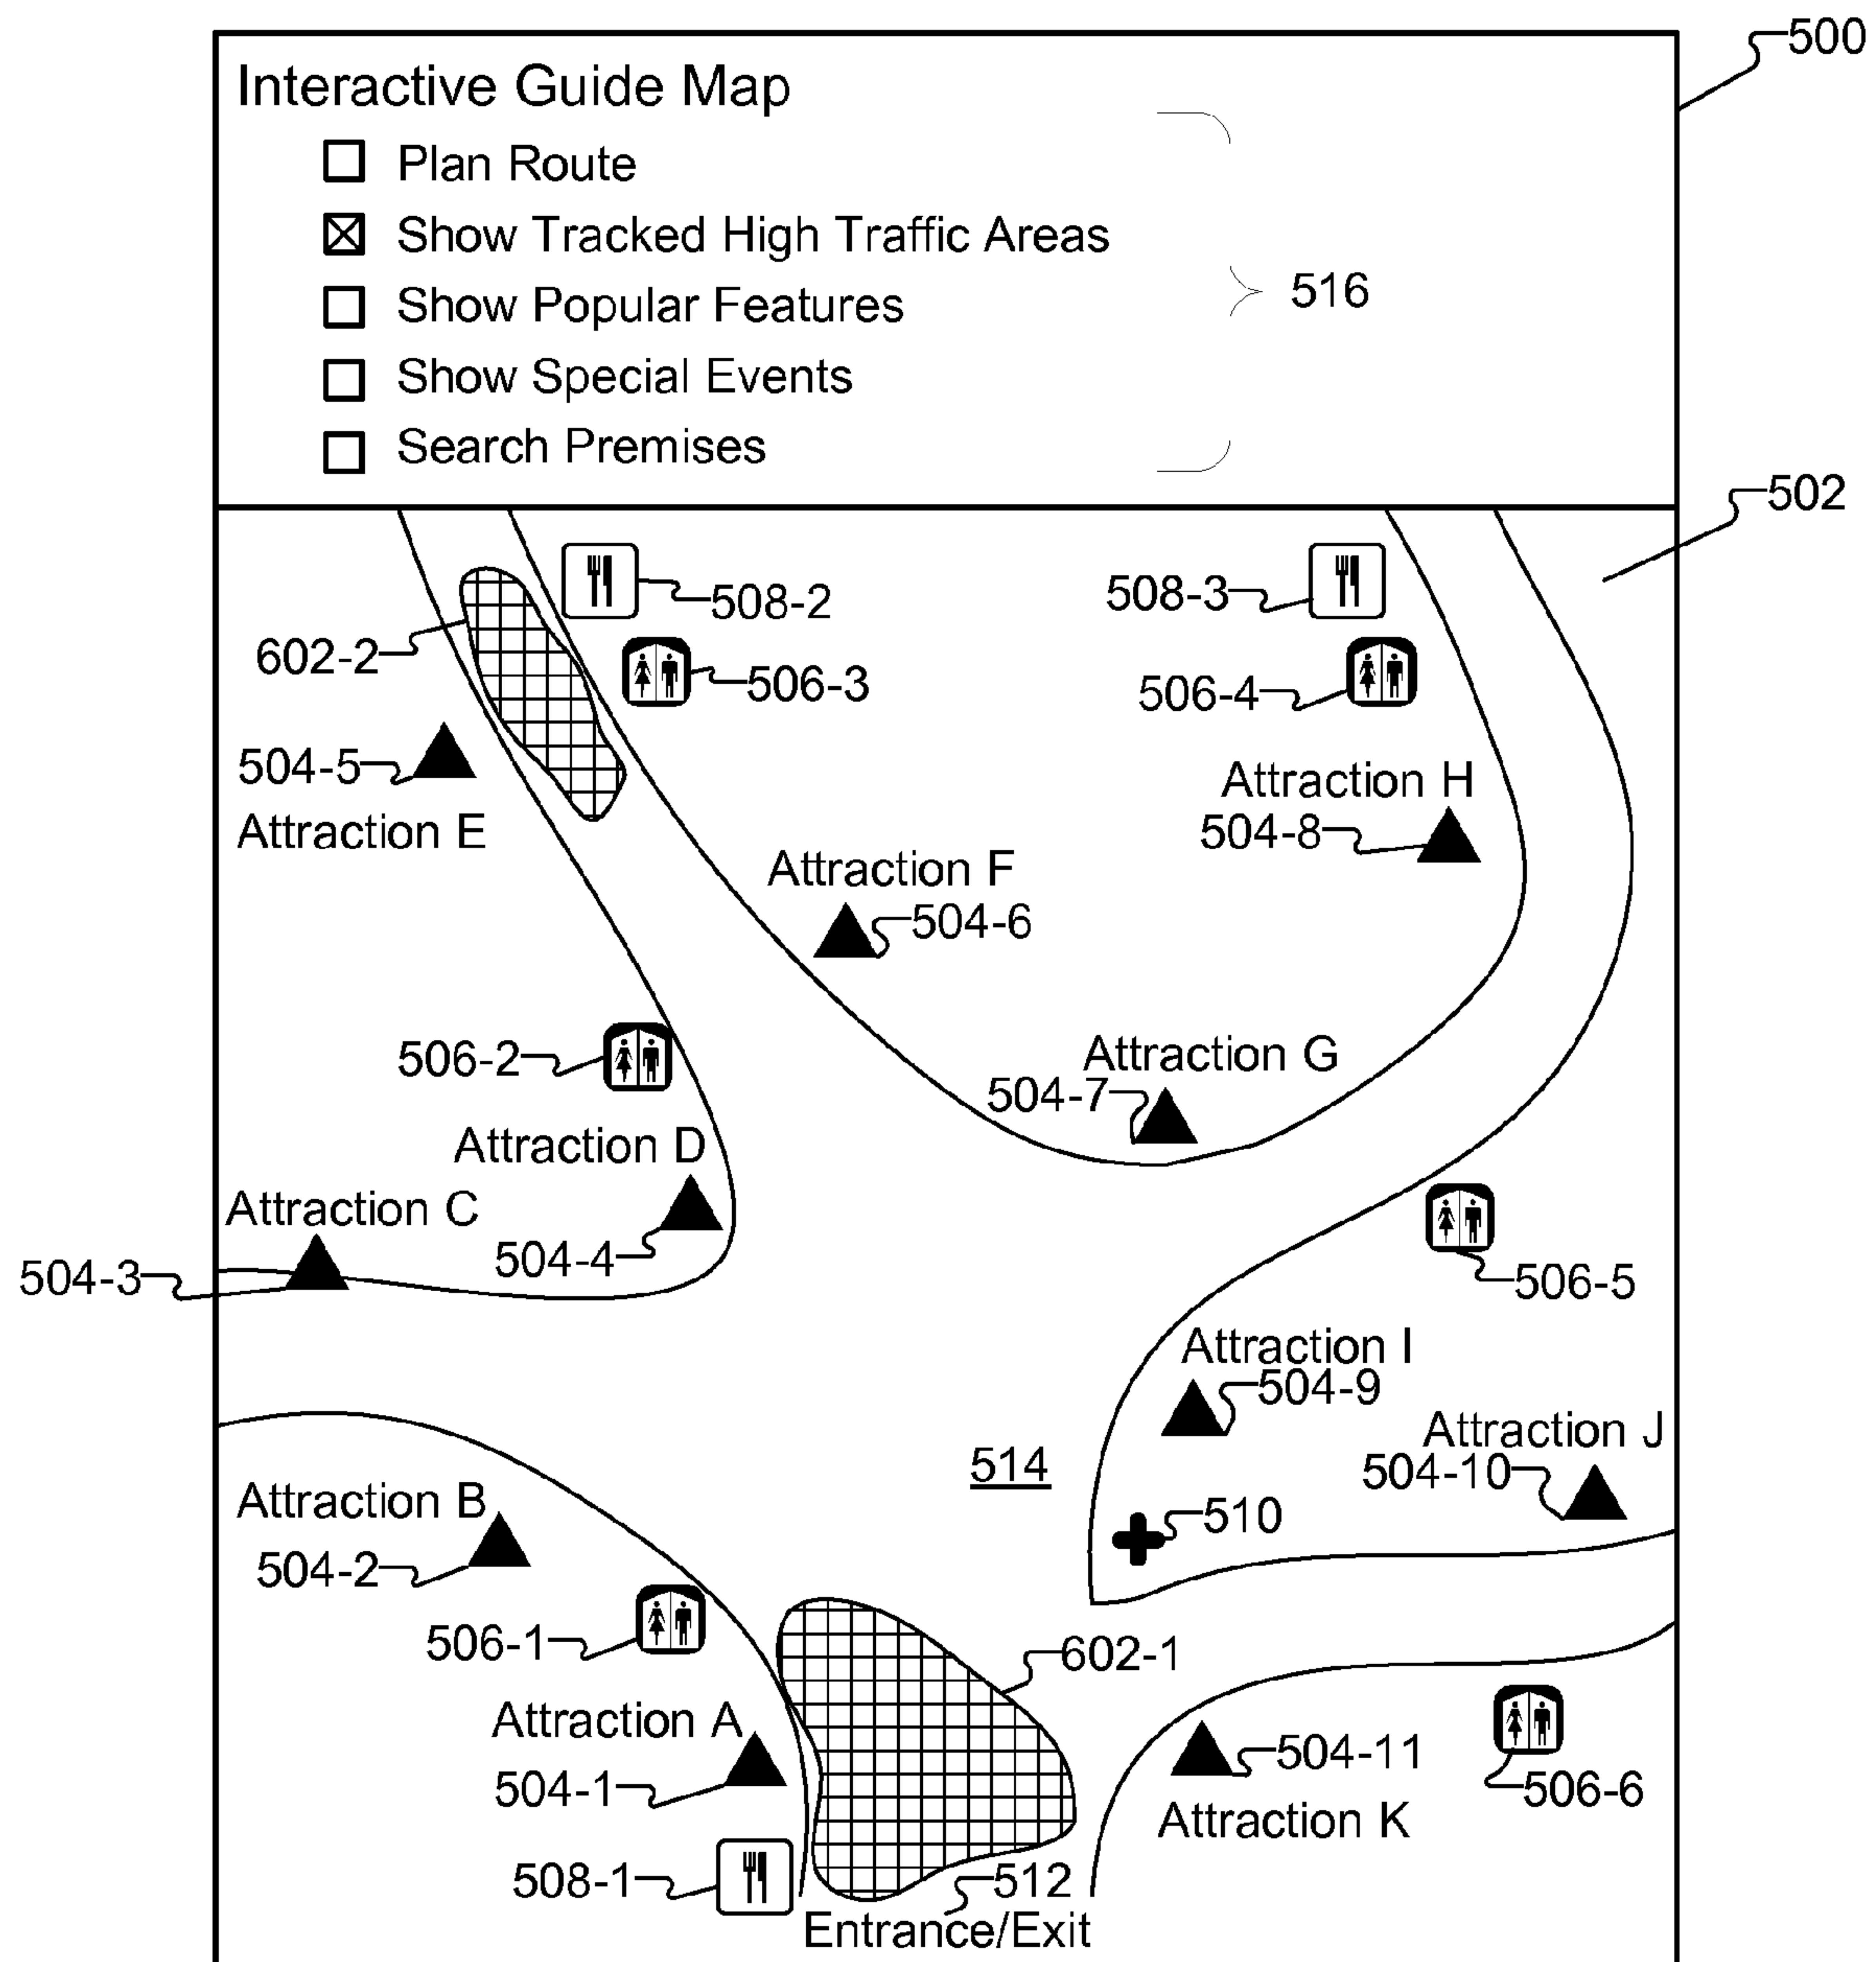 500
Interactive Guide Map
Plan Route
Show Tracked High Traffic Areas
Show Popular Features
Show Special Events
Search Premises
516
502
508-2
508-3
602-2
506-3
506-4
504-5
Attraction E
Attraction H
504-8
Attraction F
504-6
506-2
Attraction G
504-7
Attraction D
Attraction C
504-4
504-3
506-5
Attraction I
504-9
Attraction J
504-10
514
Attraction B
510
504-2
506-1
602-1
Attraction A
504-1
504-11
506-6
Attraction K
508-1
512
Entrance/Exit